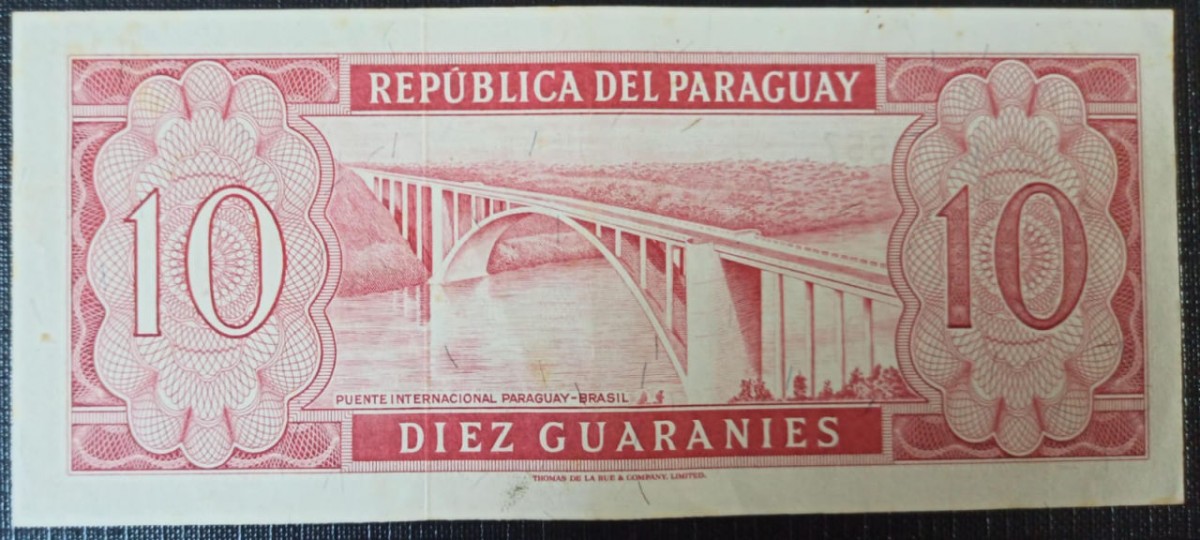 REPÚBLICA DEL PARAGUAY
10 10
PUENTE INTERNACIONAL PARAGUAY-BRASIL
DIEZ GUARANIES
THOMAS DE LA RUE & COMPANY, LIMITED.